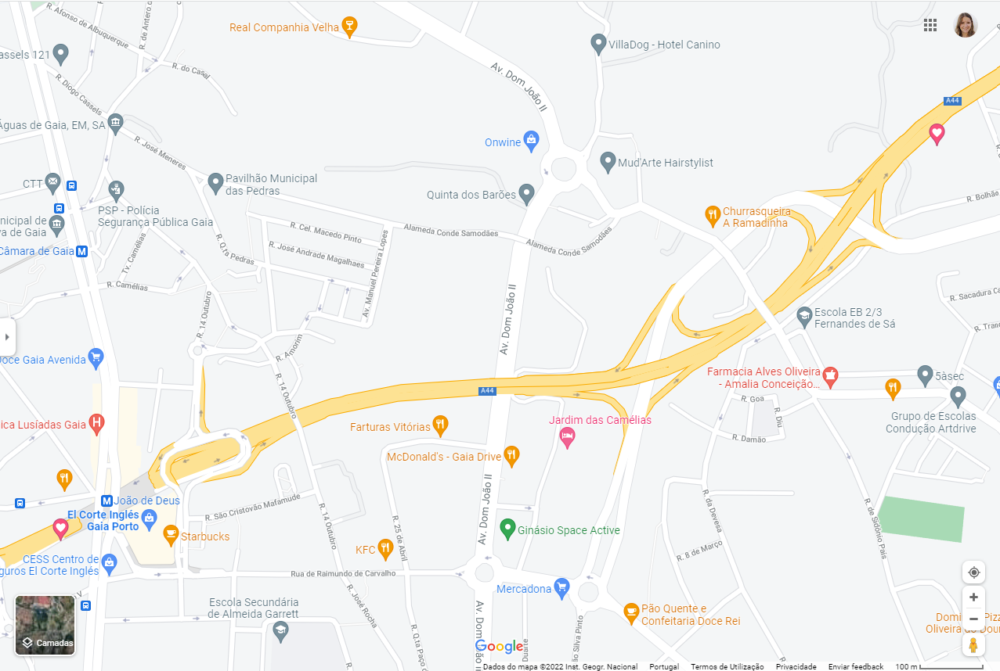 R. Afonso de Albuquerque
R. de Antero de
Real Companhia Velha
VillaDog - Hotel Canino
assels 121
R. do Casal
R. Diogo Cassels
Av. Dom João II
A44
Águas de Gaia, EM, SA
R. José Meneres
Onwine
Mud'Arte Hairstylist
CTT
Pavilhão Municipal
das Pedras
Quinta dos Barões
PSP - Polícia
Segurança Pública Gaia
nicipal de
va de Gaia
R. Bolhão
Churrasqueira
A Ramadinha
R. Cel. Macedo Pinto
Alameda Conde Samodães
Alameda Conde Samodães
Câmara de Gaia
M
Tv. Camélias
R. Qta Pedras
R. José Andrade Magalhaes
Av. Manuel Pereira Lopes
R. Camélias
R. 14 Outubro
Av. Dom João II
R. Sacadura Ca
R. Tranc
Escola EB 2/3
Fernandes de Sá
R. Amorim
Doce Gaia Avenida
R. 14 Outubro
A44
Farmacia Alves Oliveira
- Amalia Conceição...
5àsec
R. Goa
R. Diu
R. Damão
Grupo de Escolas
Condução Artdrive
ica Lusíadas Gaia
H
Farturas Vitórias
Jardim das Camélias
McDonald's - Gaia Drive
M
João de Deus
El Corte Inglés
Gaia Porto
R. São Cristovão Mafamude
R. 14 Outubro
Av. Dom João II
R. da Devesa
R. de Sidónio Pais
Starbucks
R. 25 de Abril
Ginásio Space Active
KFC
R. 8 de Março
CESS Centro de
guros El Corte Inglés
Rua de Raimundo de Carvalho
Mercadona
Escola Secundária
de Almeida Garrett
R. José Rocha
R. Qta Paço d
Av. Dom João II
Duarte
io Silva Pinto
Pão Quente e
Confeitaria Doce Rei
Domi
Pizz
Oliveira do Dour
Camadas
Google
Dados do mapa ©2022 Inst. Geogr. Nacional Portugal Termos de Utilização Privacidade Enviar feedback 100 m